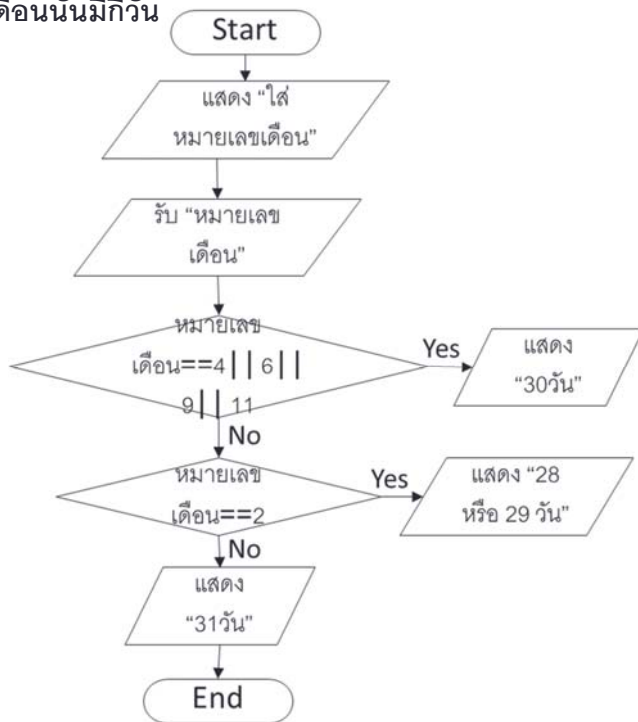 ดือนนั้นมีกี่วัน
Start
แสดง “ใส่
หมายเลขเดือน”
รับ “หมายเลข
เดือน”
หมายเลข
เดือน==4|| 6||
9|| 11
Yes
แสดง
“30วัน”
No
หมายเลข
เดือน==2
Yes
แสดง “28
หรือ 29 วัน”
No
แสดง
“31วัน”
End